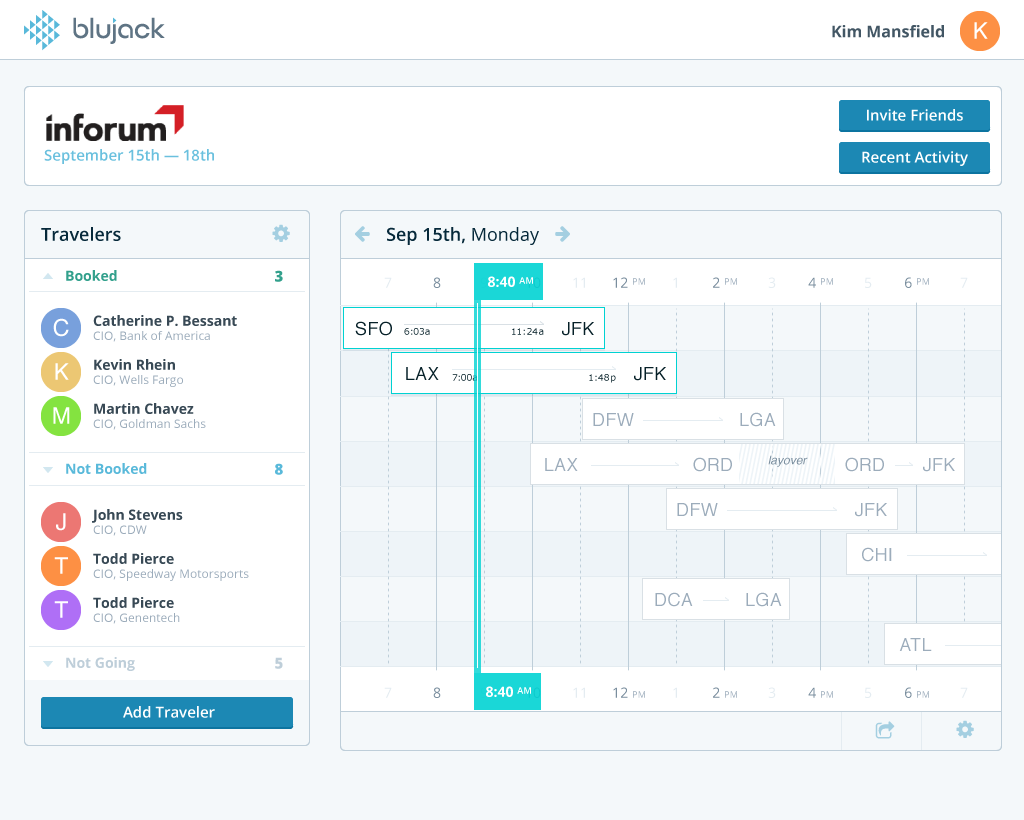 blujack
Kim Mansfield
K
inforum
September 15th — 18th
Invite Friends
Recent Activity
Travelers
Booked 3
C
Catherine P. Bessant
CIO, Bank of America
K
Kevin Rhein
CIO, Wells Fargo
M
Martin Chavez
CIO, Goldman Sachs
Not Booked 8
J
John Stevens
CIO, CDW
T
Todd Pierce
CIO, Speedway Motorsports
T
Todd Pierce
CIO, Genentech
Not Going 5
Add Traveler
Sep 15th, Monday
7 8 8:40 AM 11 12 PM 1 2 PM 3 4 PM 5 6 PM 7
SFO 6:03a 11:24a JFK
LAX 7:00a 1:48p JFK
DFW LGA
LAX ORD layover ORD JFK
DFW JFK
CHI
DCA LGA
ATL
7 8 8:40 AM 11 12 PM 1 2 PM 3 4 PM 5 6 PM 7